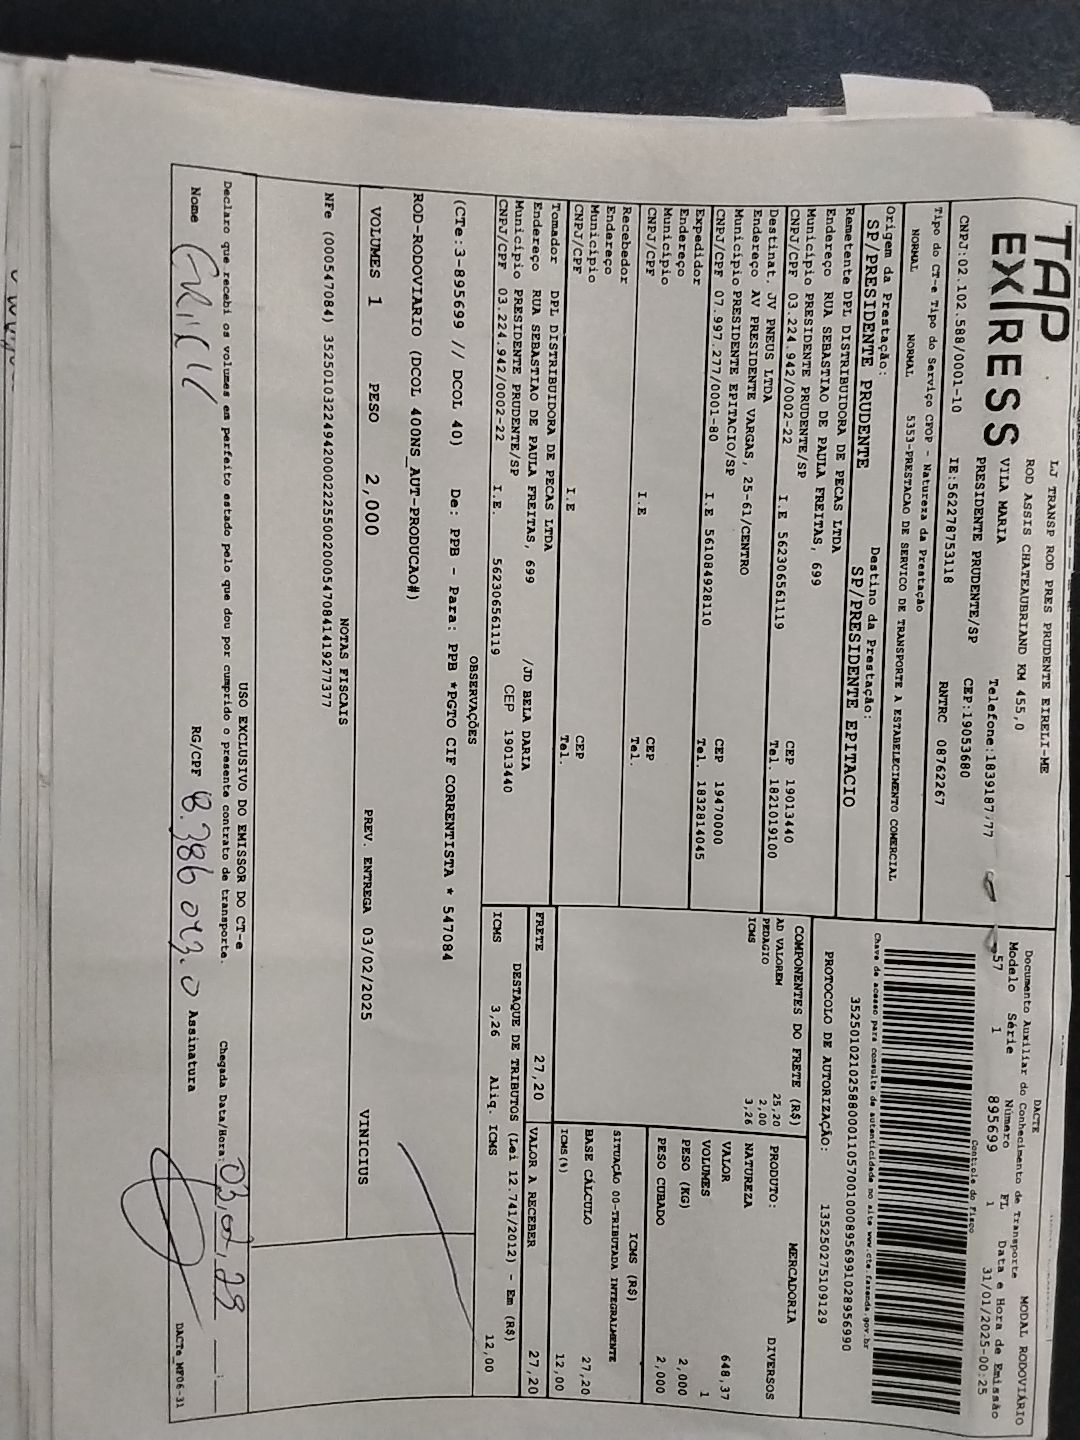 TAP
EXPRESS
LJ TRANSP ROD PRES PRUDENTE EIRELI-ME
ROD ASSIS CHATEAUBRIAND KM 455,0
VILA MARIA Telefone:1839187.77
PRESIDENTE PRUDENTE/SP CEP:19053680
CNPJ:02.102.588/0001-10 IE:562278753118 RNTRC 08762267
Tipo do CT-e Tipo do Serviço CFOP - Natureza da Prestação
NORMAL NORMAL 5353-PRESTACAO DE SERVICO DE TRANSPORTE A ESTABELECIMENTO COMERCIAL
Origem da Prestação: Destino da Prestação:
SP/PRESIDENTE PRUDENTE SP/PRESIDENTE EPITACIO
Remetente DPL DISTRIBUIDORA DE PECAS LTDA
Endereço RUA SEBASTIAO DE PAULA FREITAS, 699
Município PRESIDENTE PRUDENTE/SP CEP 19013440
CNPJ/CPF 03.224.942/0002-22 I.E 562306561119 Tel. 1821019100
Destinat. JV PNEUS LTDA
Endereço AV PRESIDENTE VARGAS, 25-61/CENTRO
Município PRESIDENTE EPITACIO/SP CEP 19470000
CNPJ/CPF 07.997.277/0001-80 I.E 561084928110 Tel. 1832814045
Expedidor
Endereço
Município CEP
CNPJ/CPF I.E Tel.
Recebedor
Endereço
Município CEP
CNPJ/CPF I.E Tel.
Tomador DPL DISTRIBUIDORA DE PECAS LTDA
Endereço RUA SEBASTIAO DE PAULA FREITAS, 699 /JD BELA DARIA
Município PRESIDENTE PRUDENTE/SP CEP 19013440
CNPJ/CPF 03.224.942/0002-22 I.E. 562306561119
DACTE MODAL RODOVIÁRIO
Documento Auxiliar do Conhecimento de Transporte
Modelo Série Número FL Data e Hora de Emissão
57 1 895699 1 31/01/2025-00:25
Controle do Fisco
Chave de acesso para consulta de autenticidade no site www.cte.fazenda.gov.br
35250102102588000110570010008956991028956990
PROTOCOLO DE AUTORIZAÇÃO: 135250275109129
COMPONENTES DO FRETE (R$)
AD VALOREM 25,20
PEDAGIO 2,00
ICMS 3,26
MERCADORIA
PRODUTO: DIVERSOS
NATUREZA
VALOR 648,37
VOLUMES 1
PESO (KG) 2,000
PESO CUBADO 2,000
ICMS (R$)
SITUAÇÃO 00-TRIBUTADA INTEGRALMENTE
BASE CÁLCULO 27,20
ICMS(%) 12,00
FRETE 27,20 VALOR A RECEBER 27,20
DESTAQUE DE TRIBUTOS (Lei 12.741/2012) - Em (R$)
ICMS 3,26 Aliq. ICMS 12,00
OBSERVAÇÕES
(CTe:3-895699 // DCOL 40) De: PPB - Para: PPB *PGTO CIF CORRENTISTA * 547084
ROD-RODOVIARIO (DCOL 400NS_AUT-PRODUCAO#)
VOLUMES 1 PESO 2,000 PREV. ENTREGA 03/02/2025 VINICIUS
NOTAS FISCAIS
NFe (000547084) 35250103224942000222550020005470841419277377
USO EXCLUSIVO DO EMISSOR DO CT-e
Declaro que recebi os volumes em perfeito estado pelo que dou por cumprido o presente contrato de transporte. Chegada Data/Hora:
Nome RG/CPF Assinatura
DACTe_MF06-31